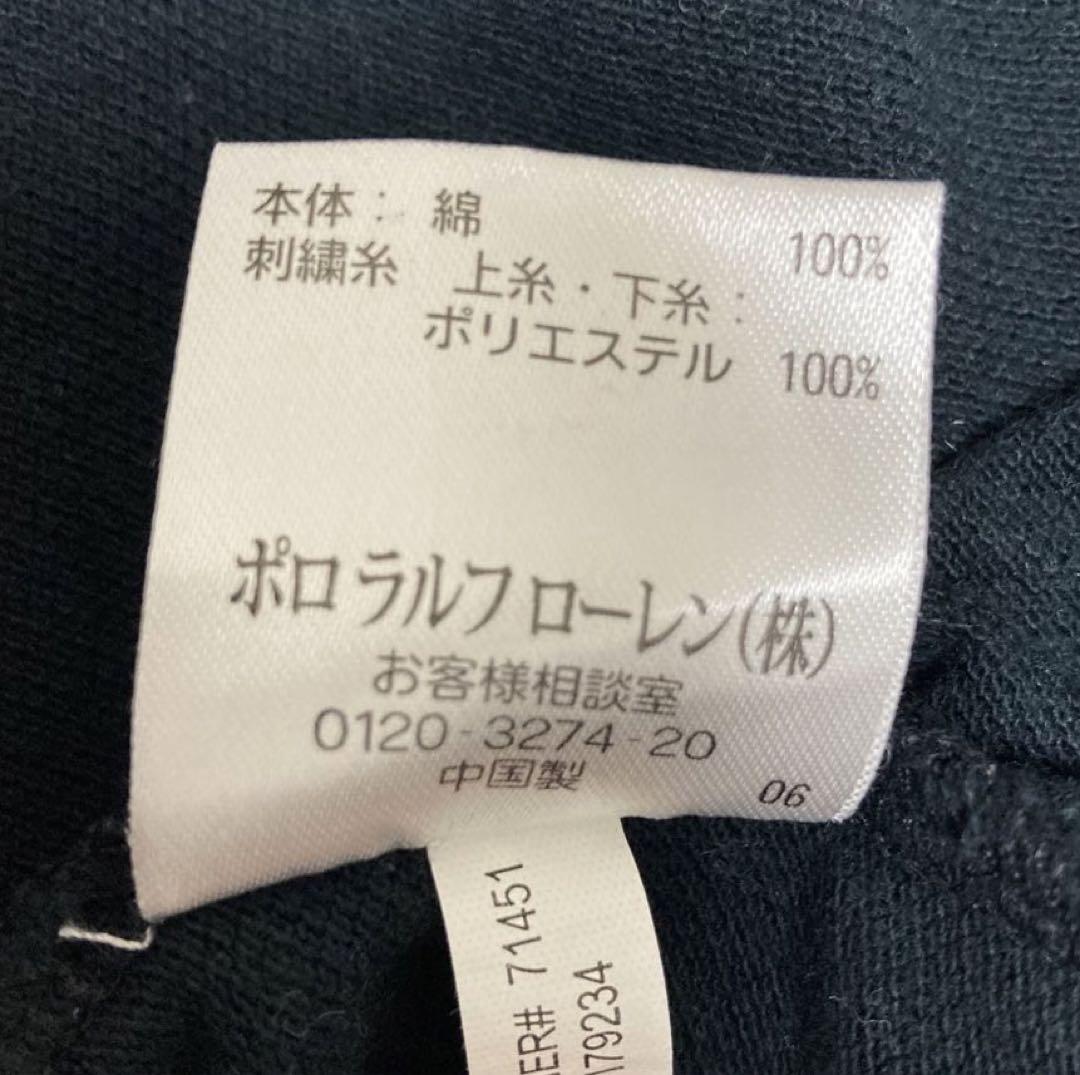 本体： 綿 100%
刺繍糸 上糸・下糸：
ポリエステル 100%
ポロ ラルフ ローレン(株)
お客様相談室
0120-3274-20
中国製 06
ER# 71451
79234